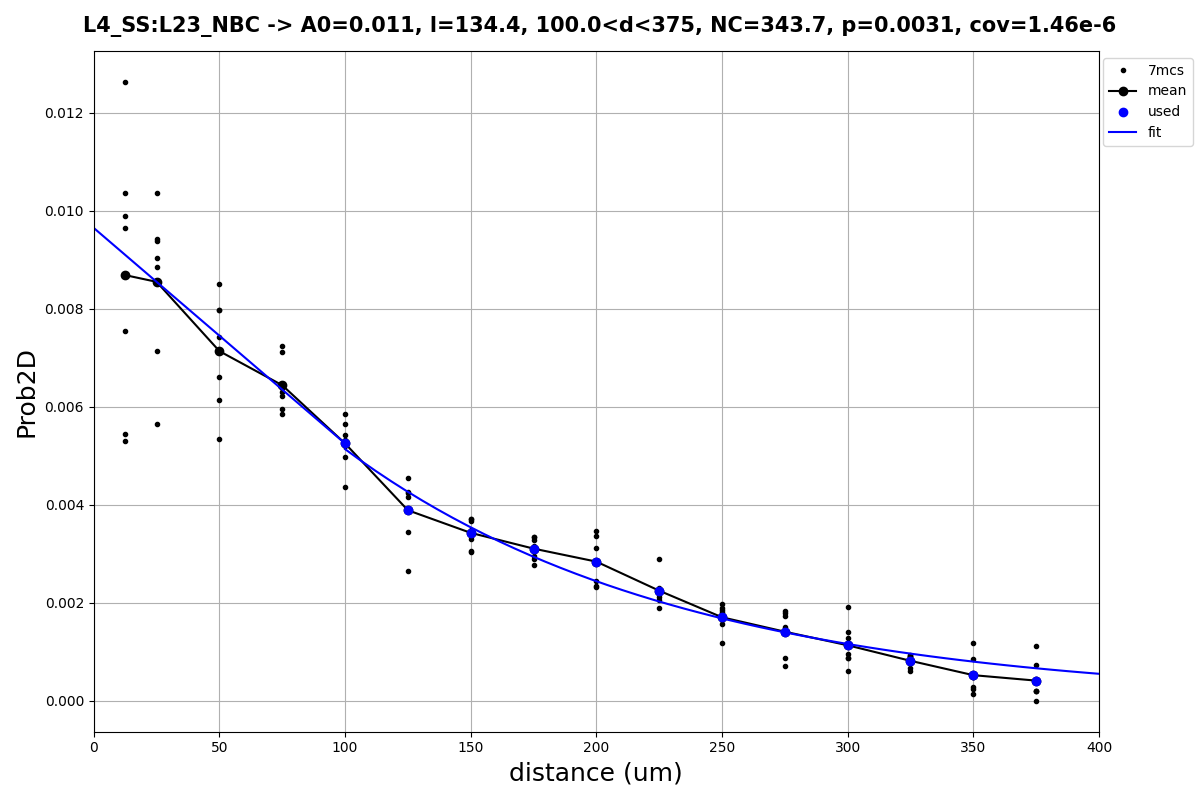 L4_SS:L23_NBC -> A0=0.011, l=134.4, 100.0<d<375, NC=343.7, p=0.0031, cov=1.46e-6
7mcs
mean
used
fit
0.012
0.010
0.008
0.006
0.004
0.002
0.000
Prob2D
0 50 100 150 200 250 300 350 400
distance (um)